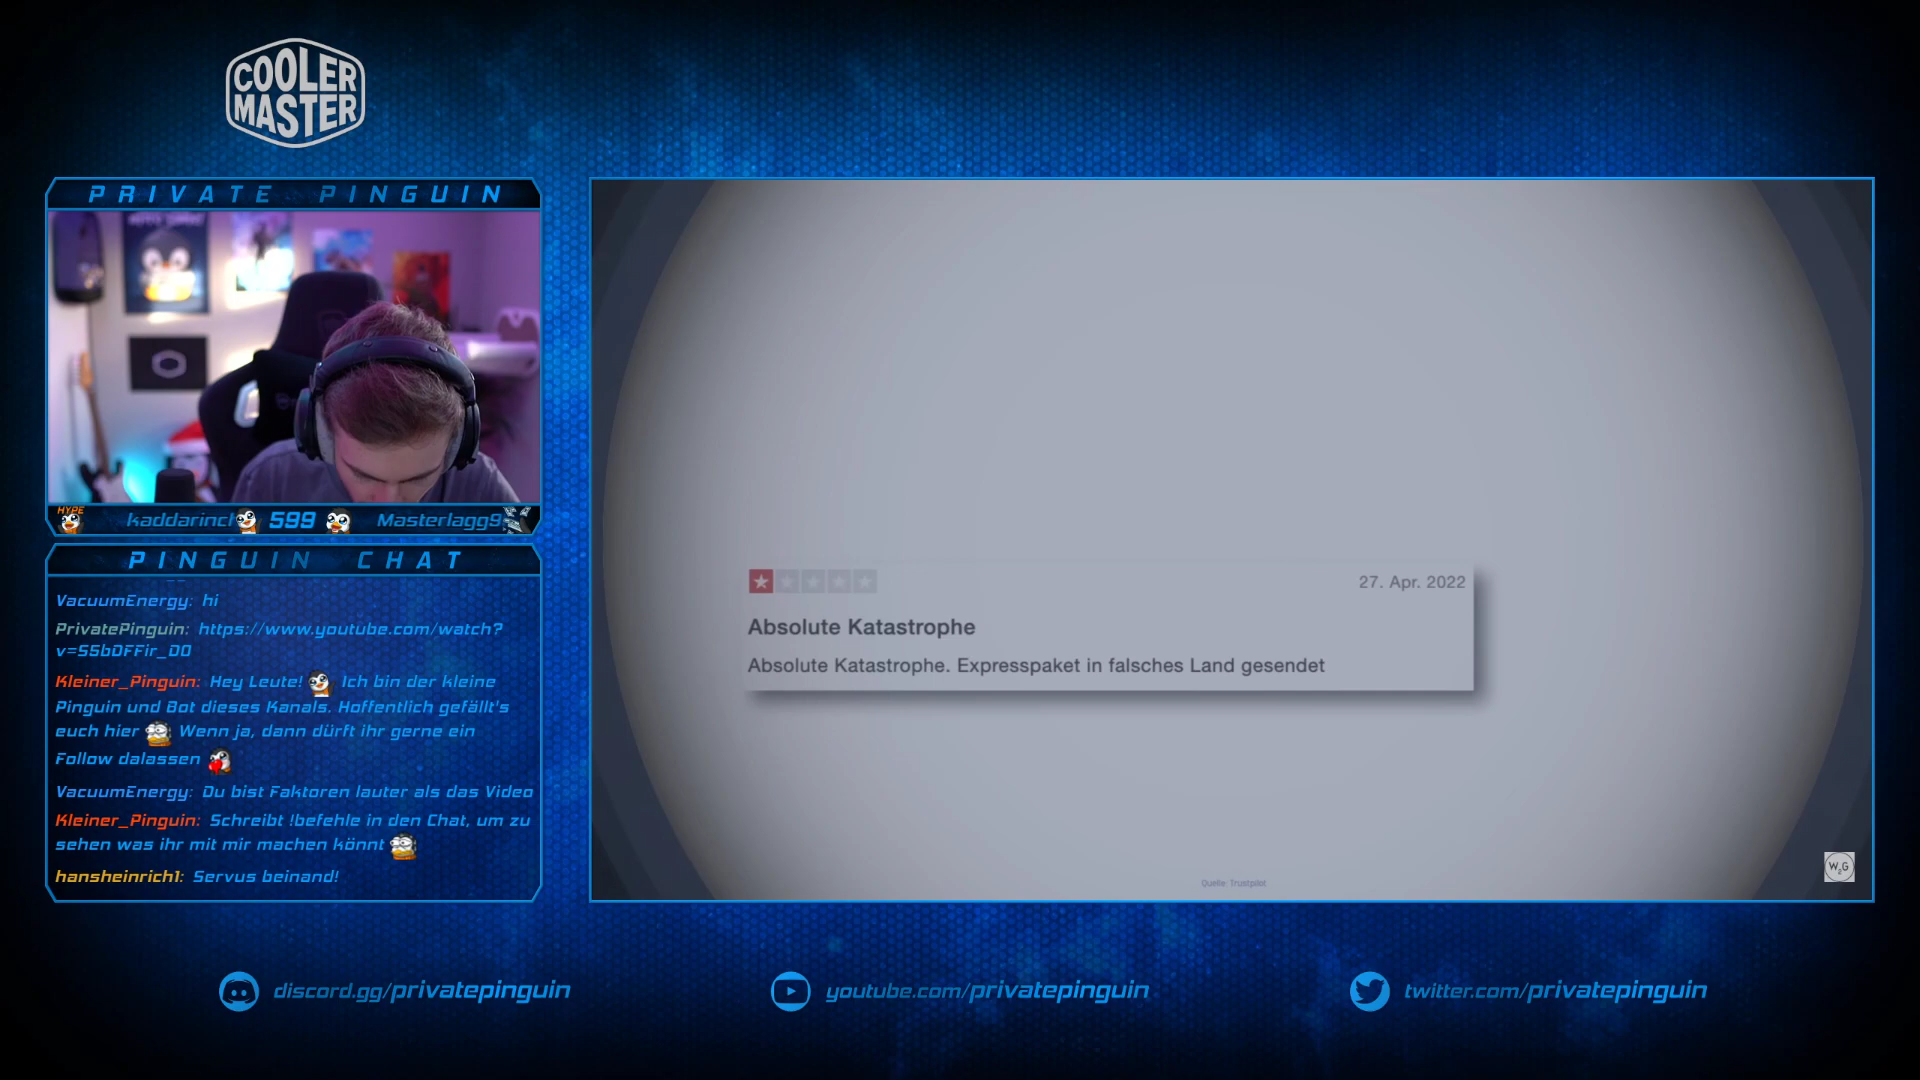 COOLER
MASTER
PRIVATE PINGUIN
HYPE
kaddarinch 599 Masterlagg9
PINGUIN CHAT
VacuumEnergy: hi
PrivatePinguin: https://www.youtube.com/watch?
v=S5bDFFir_D0
Kleiner_Pinguin: Hey Leute! Ich bin der kleine
Pinguin und Bot dieses Kanals. Hoffentlich gefällt's
euch hier Wenn ja, dann dürft ihr gerne ein
Follow dalassen
VacuumEnergy: Du bist Faktoren lauter als das Video
Kleiner_Pinguin: Schreibt !befehle in den Chat, um zu
sehen was ihr mit mir machen könnt
hansheinrich1: Servus beinand!
27. Apr. 2022
Absolute Katastrophe
Absolute Katastrophe. Expresspaket in falsches Land gesendet
Quelle: Trustpilot
W2G
discord.gg/privatepinguin
youtube.com/privatepinguin
twitter.com/privatepinguin